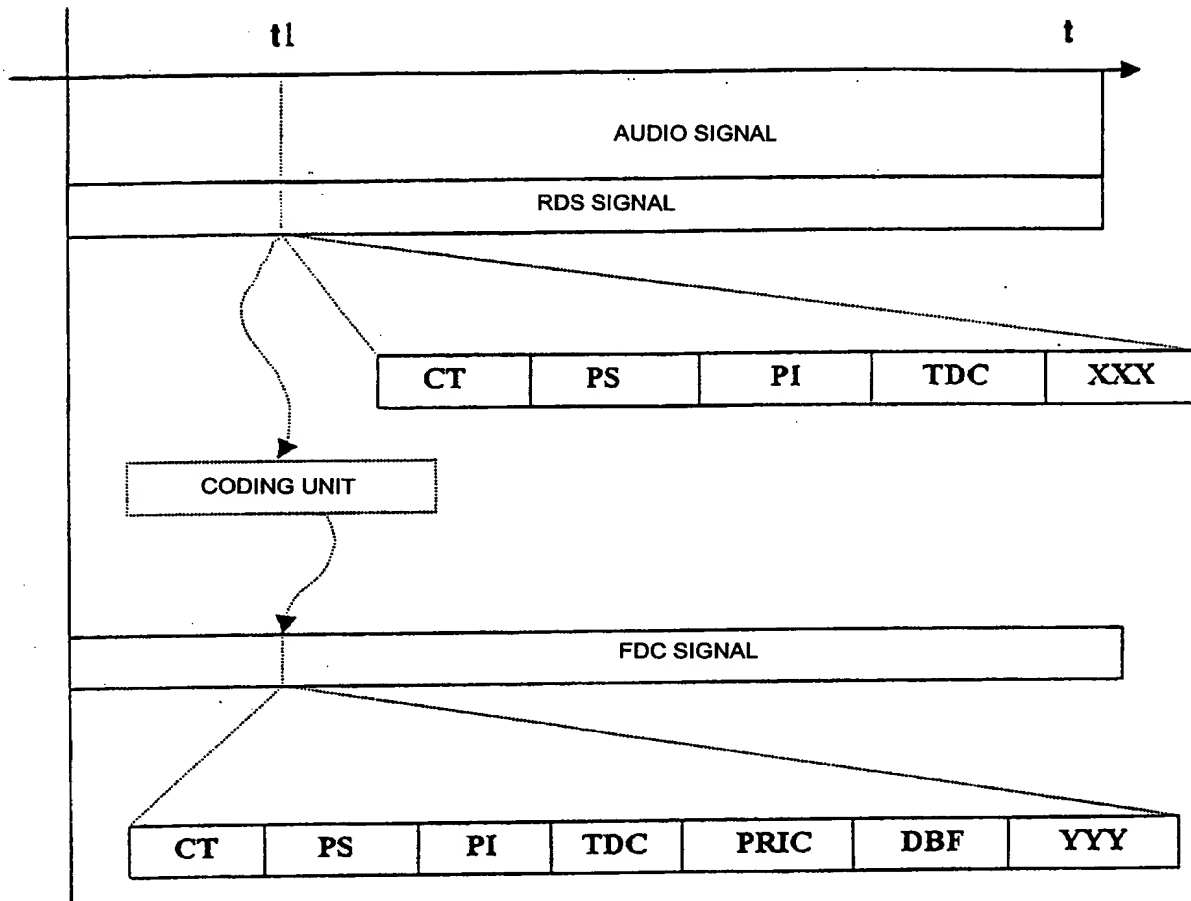 t1 t
AUDIO SIGNAL
RDS SIGNAL
CT PS PI TDC XXX
CODING UNIT
FDC SIGNAL
CT PS PI TDC PRIC DBF YYY